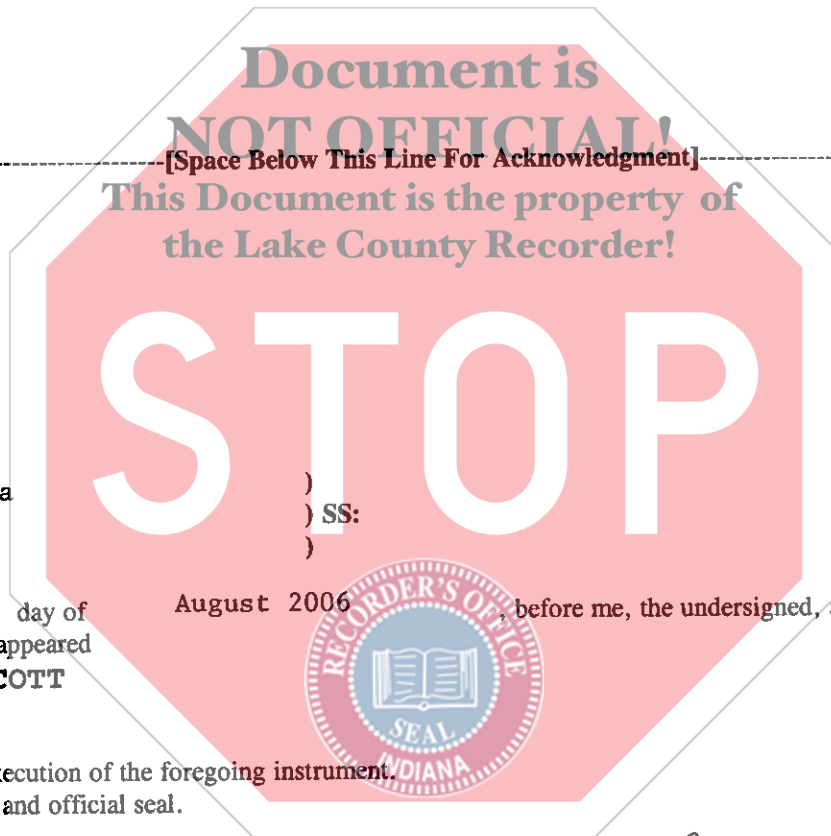 Document is
NOT OFFICIAL!
[Space Below This Line For Acknowledgment]
This Document is the property of
the Lake County Recorder!
STOP
a )
) SS:
)
day of August 2006 , before me, the undersigned,
appeared
COTT
RECORDER'S OFFICE
SEAL
INDIANA
ecution of the foregoing instrument.
and official seal.